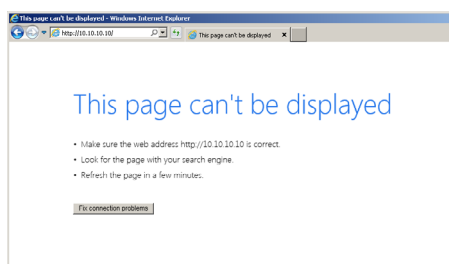 This page can't be displayed - Windows Internet Explorer
http://10.10.10.10/
This page can't be displayed
This page can't be displayed
• Make sure the web address http://10.10.10.10 is correct.
• Look for the page with your search engine.
• Refresh the page in a few minutes.
Fix connection problems